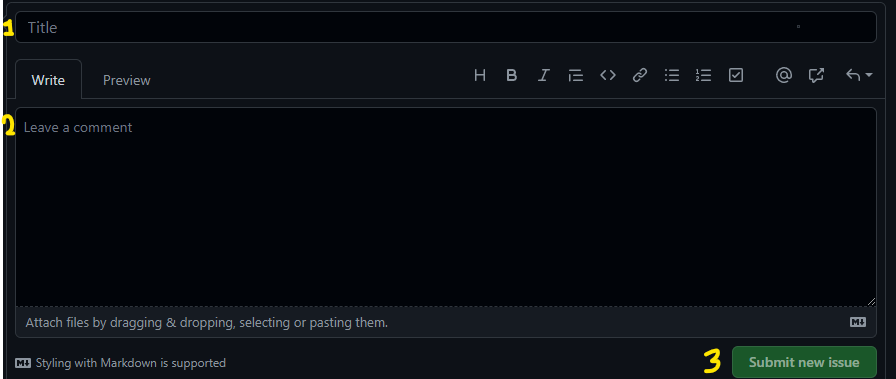 1 Title
Write Preview
2 Leave a comment
Attach files by dragging & dropping, selecting or pasting them.
Styling with Markdown is supported 3 Submit new issue